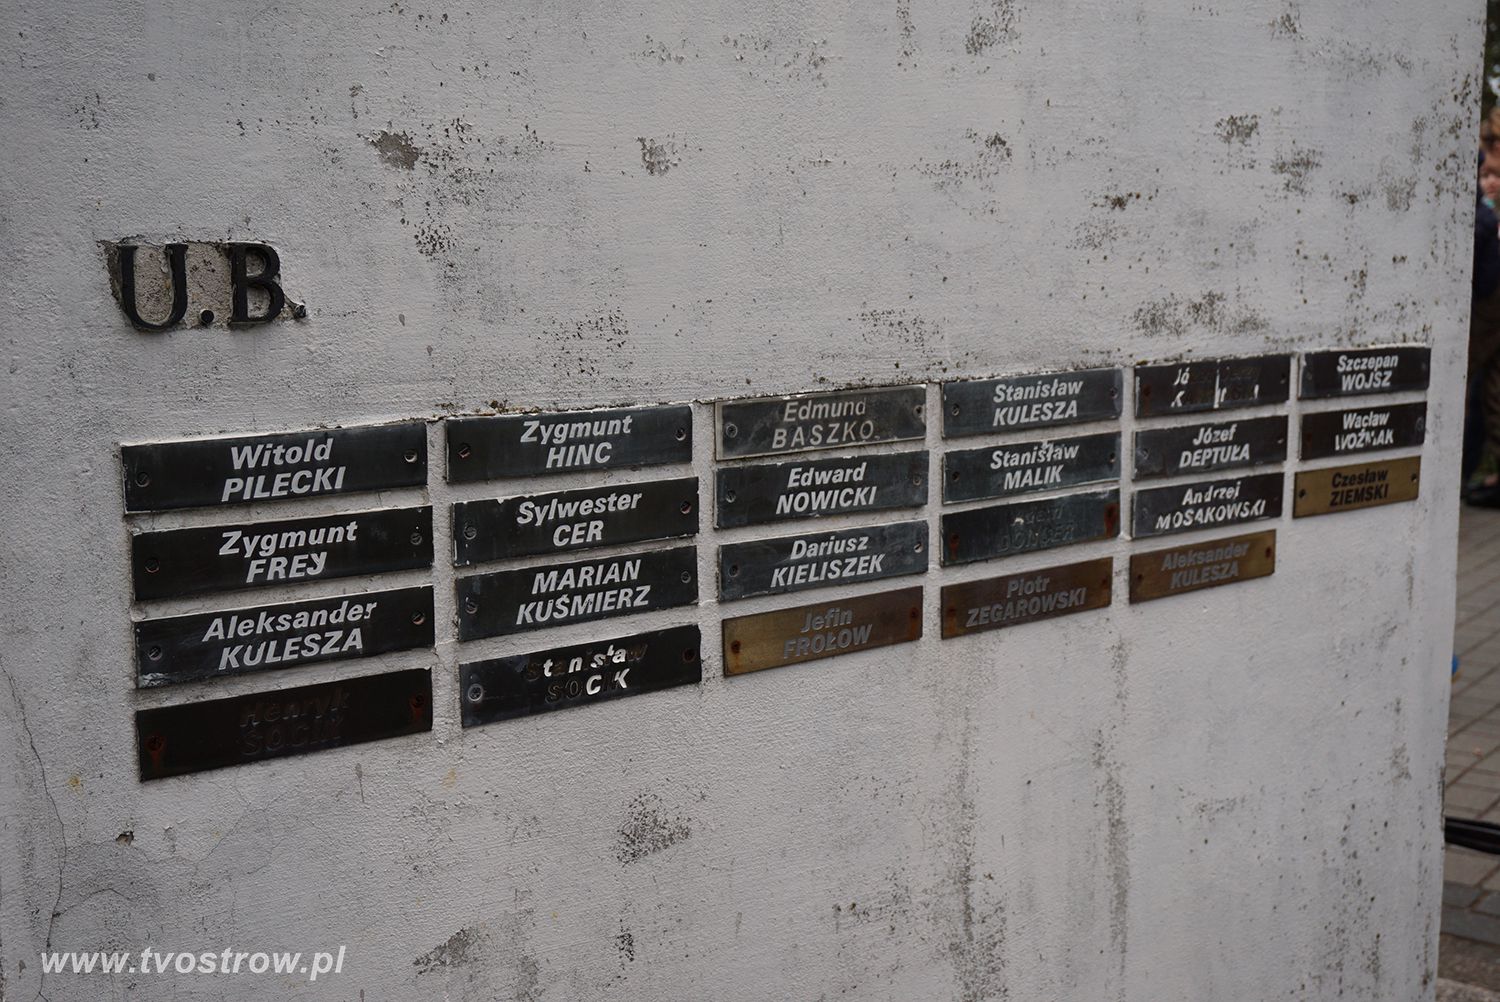 U.B.
Witold
PILECKI
Zygmunt
FREY
Aleksander
KULESZA
Henryk
SOCIK
Zygmunt
HINC
Sylwester
CER
MARIAN
KUŚMIERZ
Stanisław
SOCIK
Edmund
BASZKO
Edward
NOWICKI
Dariusz
KIELISZEK
Jefin
FROŁOW
Stanisław
KULESZA
Stanisław
MALIK
Piotr
ZEGAROWSKI
Józef
DEPTUŁA
Andrzej
MOSAKOWSKI
Aleksander
KULESZA
Szczepan
WOJSZ
Wacław
WOŹNIAK
Czesław
ZIEMSKI
www.tvostrow.pl